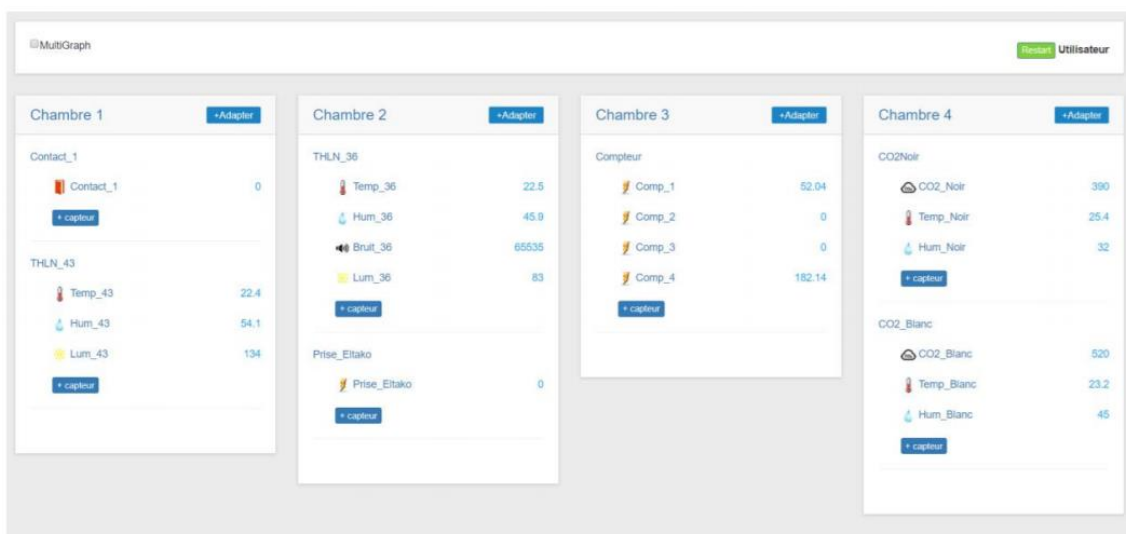 MultiGraph
Restart Utilisateur
Chambre 1 +Adapter
Contact_1
Contact_1 0
+ capteur
THLN_43
Temp_43 22.4
Hum_43 54.1
Lum_43 134
+ capteur
Chambre 2 +Adapter
THLN_36
Temp_36 22.5
Hum_36 45.9
Bruit_36 65535
Lum_36 83
+ capteur
Prise_Eltako
Prise_Eltako 0
+ capteur
Chambre 3 +Adapter
Compteur
Comp_1 52.04
Comp_2 0
Comp_3 0
Comp_4 182.14
+ capteur
Chambre 4 +Adapter
CO2Noir
CO2_Noir 390
Temp_Noir 25.4
Hum_Noir 32
+ capteur
CO2_Blanc
CO2_Blanc 520
Temp_Blanc 23.2
Hum_Blanc 45
+ capteur